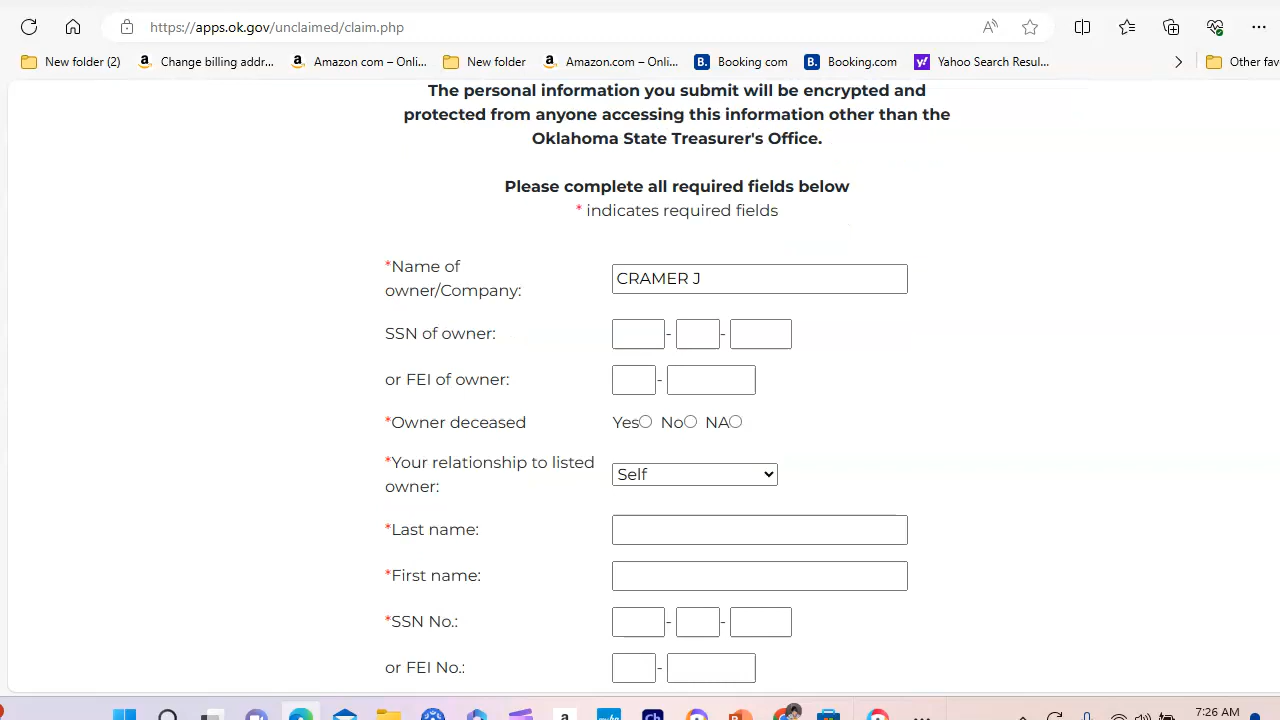 https://apps.ok.gov/unclaimed/claim.php
New folder (2) Change billing addr... Amazon com – Onli... New folder Amazon.com – Onli... Booking com Booking.com Yahoo Search Resul... Other fav
The personal information you submit will be encrypted and
protected from anyone accessing this information other than the
Oklahoma State Treasurer's Office.
Please complete all required fields below
* indicates required fields
*Name of
owner/Company:
CRAMER J
SSN of owner: - -
or FEI of owner: -
*Owner deceased Yes No NA
*Your relationship to listed
owner:
Self
*Last name:
*First name:
*SSN No.: - -
or FEI No.: -
7:26 AM